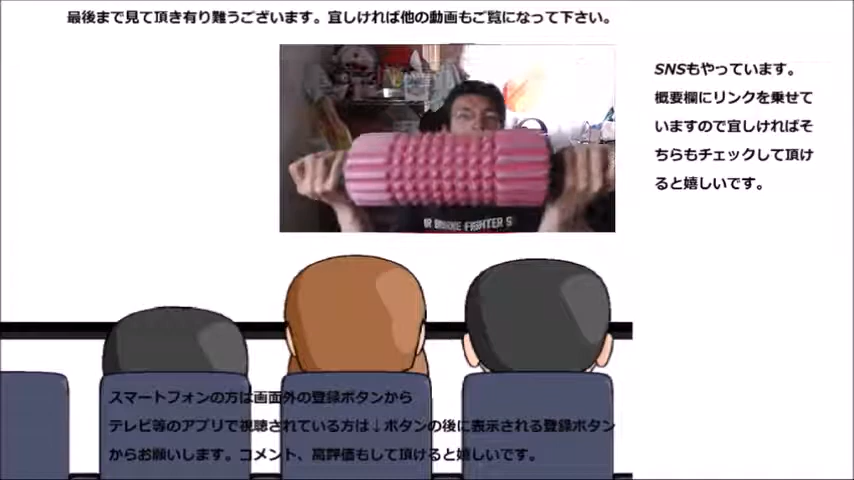 最後まで見て頂き有り難うございます。宜しければ他の動画もご覧になって下さい。
SNSもやっています。
概要欄にリンクを乗せて
いますので宜しければそ
ちらもチェックして頂け
ると嬉しいです。
FIGHTER S
スマートフォンの方は画面外の登録ボタンから
テレビ等のアプリで視聴されている方は↓ボタンの後に表示される登録ボタン
からお願いします。コメント、高評価もして頂けると嬉しいです。